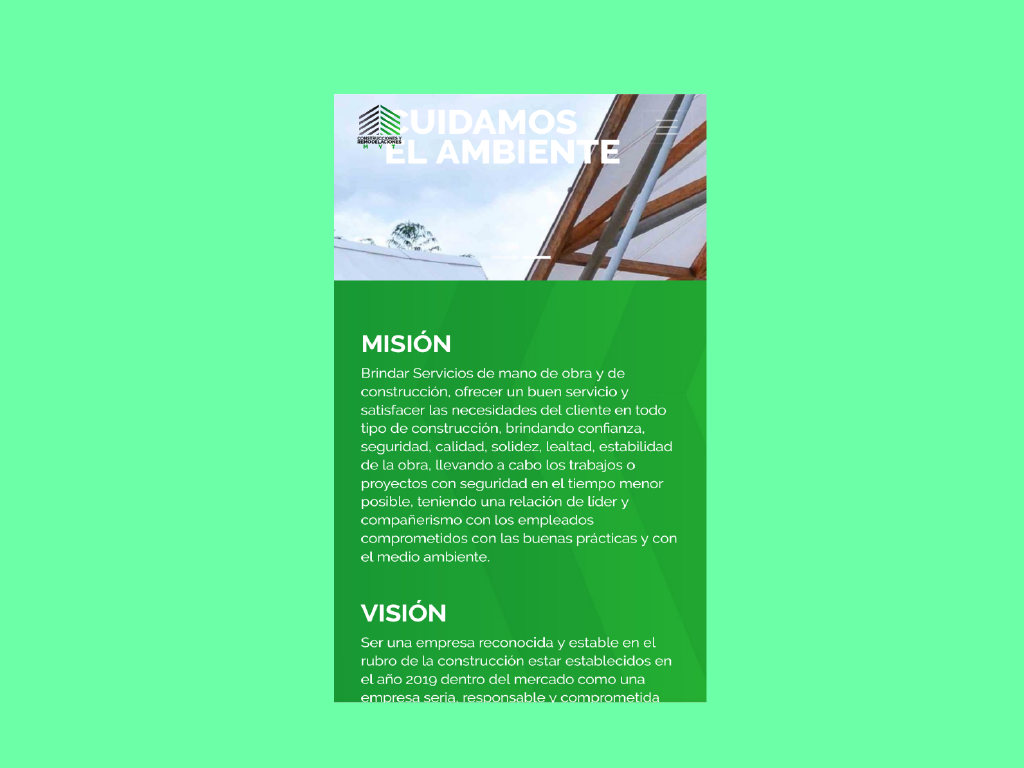 CUIDAMOS
EL AMBIENTE
CONSTRUCCIONES Y
REMODELACIONES
M V T
MISIÓN
Brindar Servicios de mano de obra y de
construcción, ofrecer un buen servicio y
satisfacer las necesidades del cliente en todo
tipo de construcción, brindando confianza,
seguridad, calidad, solidez, lealtad, estabilidad
de la obra, llevando a cabo los trabajos o
proyectos con seguridad en el tiempo menor
posible, teniendo una relación de líder y
compañerismo con los empleados
comprometidos con las buenas prácticas y con
el medio ambiente.
VISIÓN
Ser una empresa reconocida y estable en el
rubro de la construcción estar establecidos en
el año 2019 dentro del mercado como una
empresa seria, responsable y comprometida